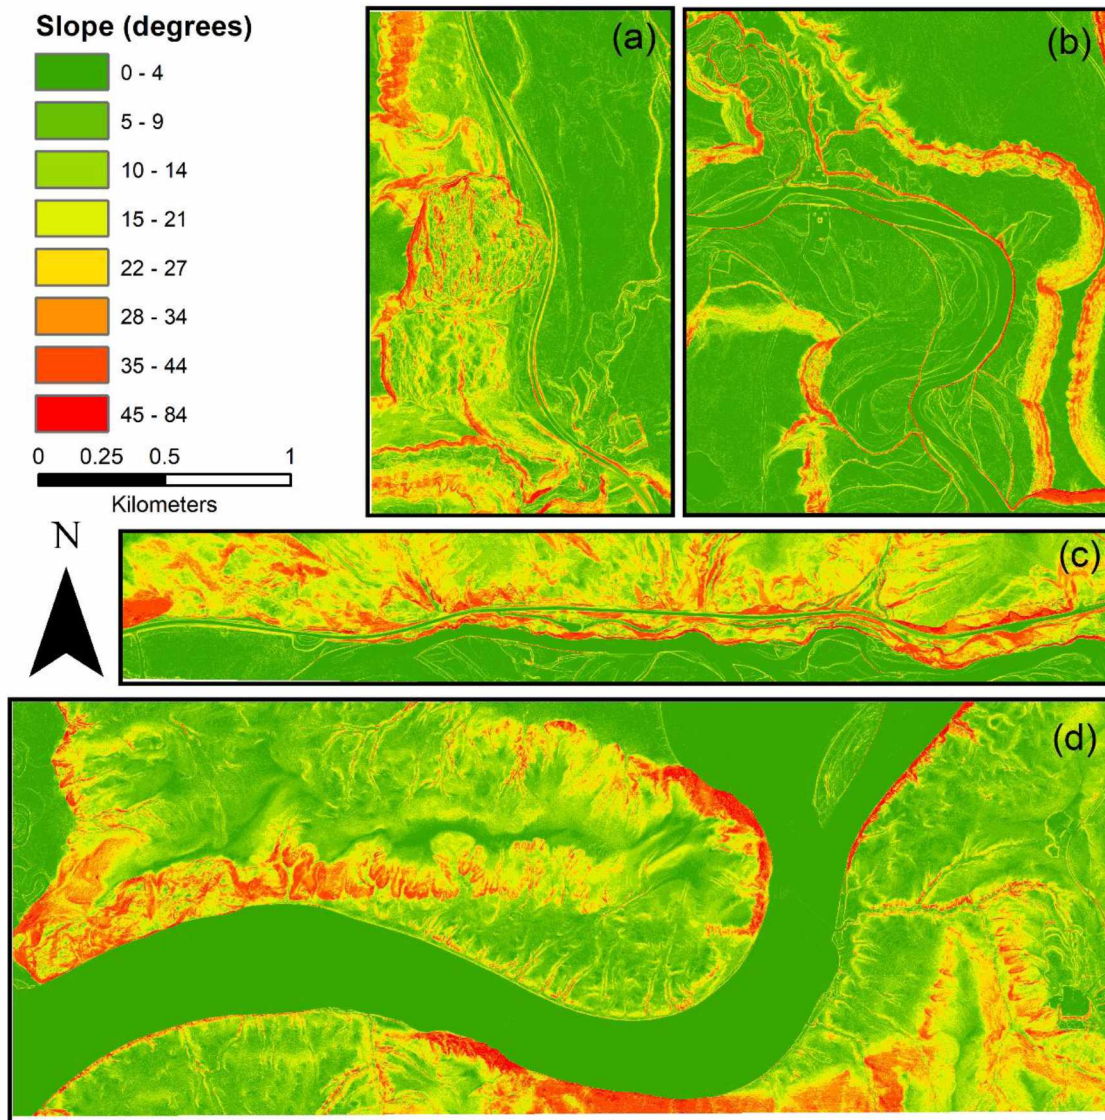 Slope (degrees)
0 - 4
5 - 9
10 - 14
15 - 21
22 - 27
28 - 34
35 - 44
45 - 84
0 0.25 0.5 1
Kilometers
N
(a)
(b)
(c)
(d)